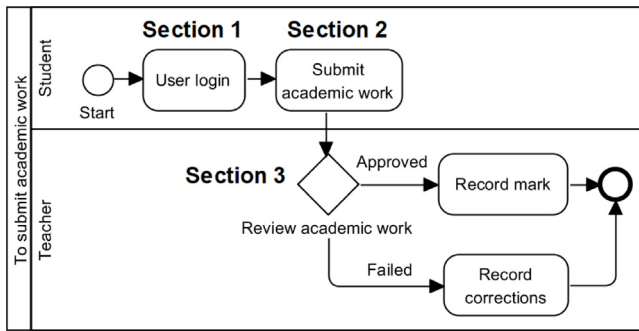 To submit academic work
Student
Section 1
Section 2
Start
User login
Submit
academic work
Teacher
Section 3
Approved
Record mark
Review academic work
Failed
Record
corrections